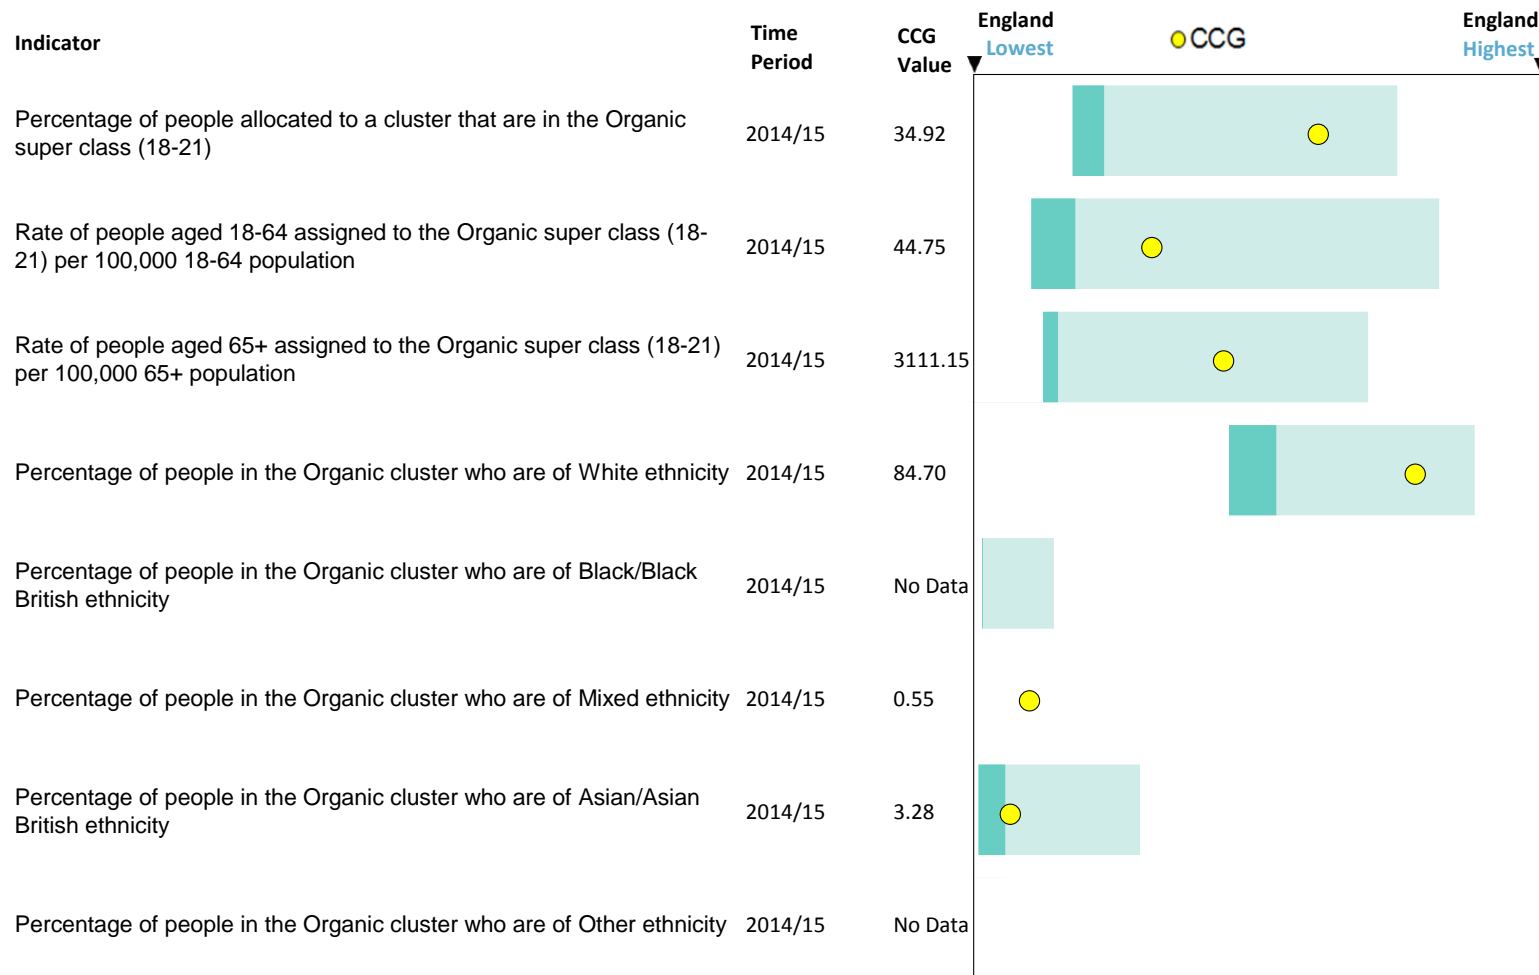 Indicator
Time
Period
CCG
Value
England
Lowest
CCG
England
Highest
Percentage of people allocated to a cluster that are in the Organic
super class (18-21)
2014/15
34.92
Rate of people aged 18-64 assigned to the Organic super class (18-
21) per 100,000 18-64 population
2014/15
44.75
Rate of people aged 65+ assigned to the Organic super class (18-21)
per 100,000 65+ population
2014/15
3111.15
Percentage of people in the Organic cluster who are of White ethnicity
2014/15
84.70
Percentage of people in the Organic cluster who are of Black/Black
British ethnicity
2014/15
No Data
Percentage of people in the Organic cluster who are of Mixed ethnicity
2014/15
0.55
Percentage of people in the Organic cluster who are of Asian/Asian
British ethnicity
2014/15
3.28
Percentage of people in the Organic cluster who are of Other ethnicity
2014/15
No Data